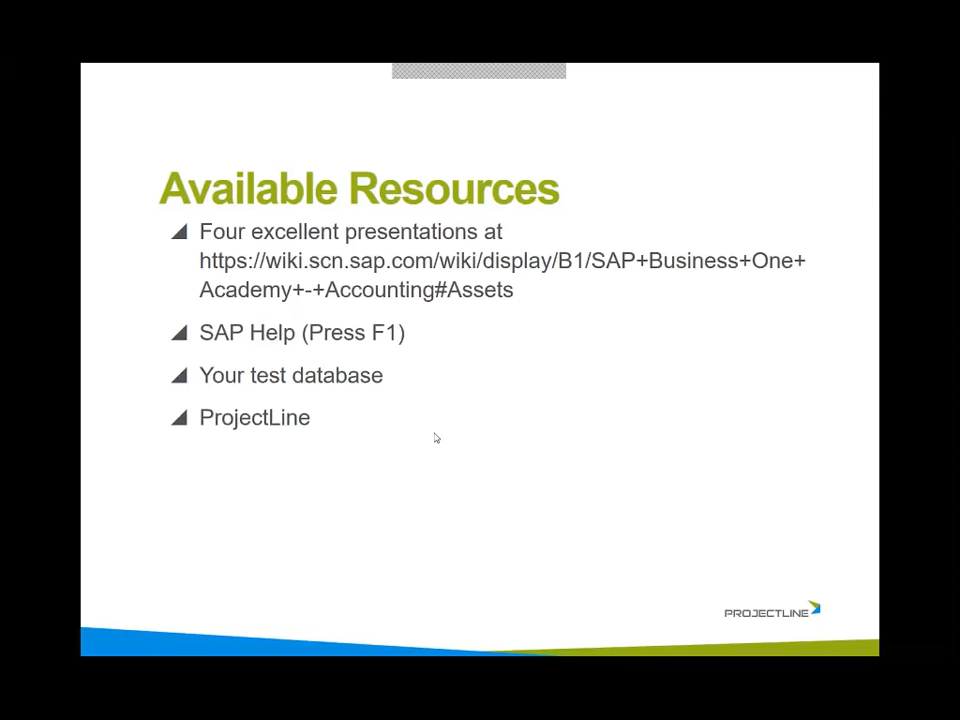 Available Resources
Four excellent presentations at
https://wiki.scn.sap.com/wiki/display/B1/SAP+Business+One+
Academy+-+Accounting#Assets
SAP Help (Press F1)
Your test database
ProjectLine
PROJECTLINE